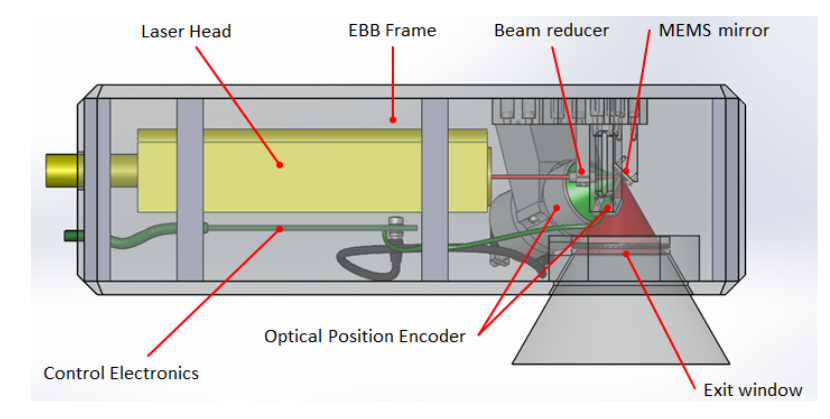 Laser Head
EBB Frame
Beam reducer
MEMS mirror
Optical Position Encoder
Control Electronics
Exit window